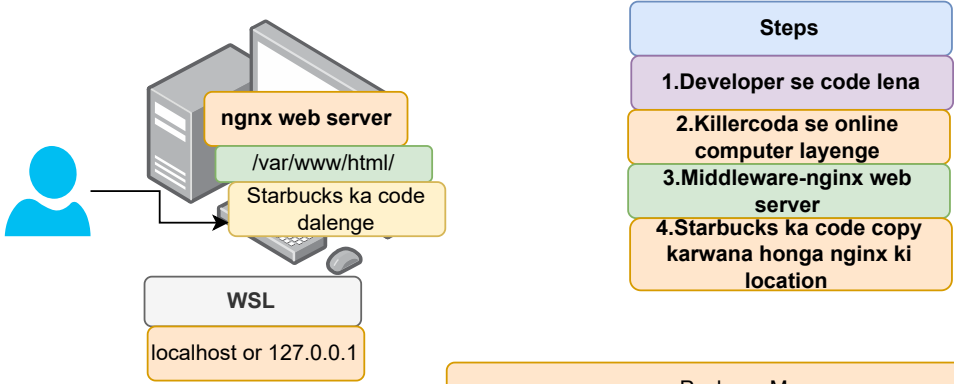 ngnx web server
/var/www/html/
Starbucks ka code
dalenge
WSL
localhost or 127.0.0.1
Steps
1.Developer se code lena
2.Killercoda se online
computer layenge
3.Middleware-nginx web
server
4.Starbucks ka code copy
karwana honga nginx ki
location